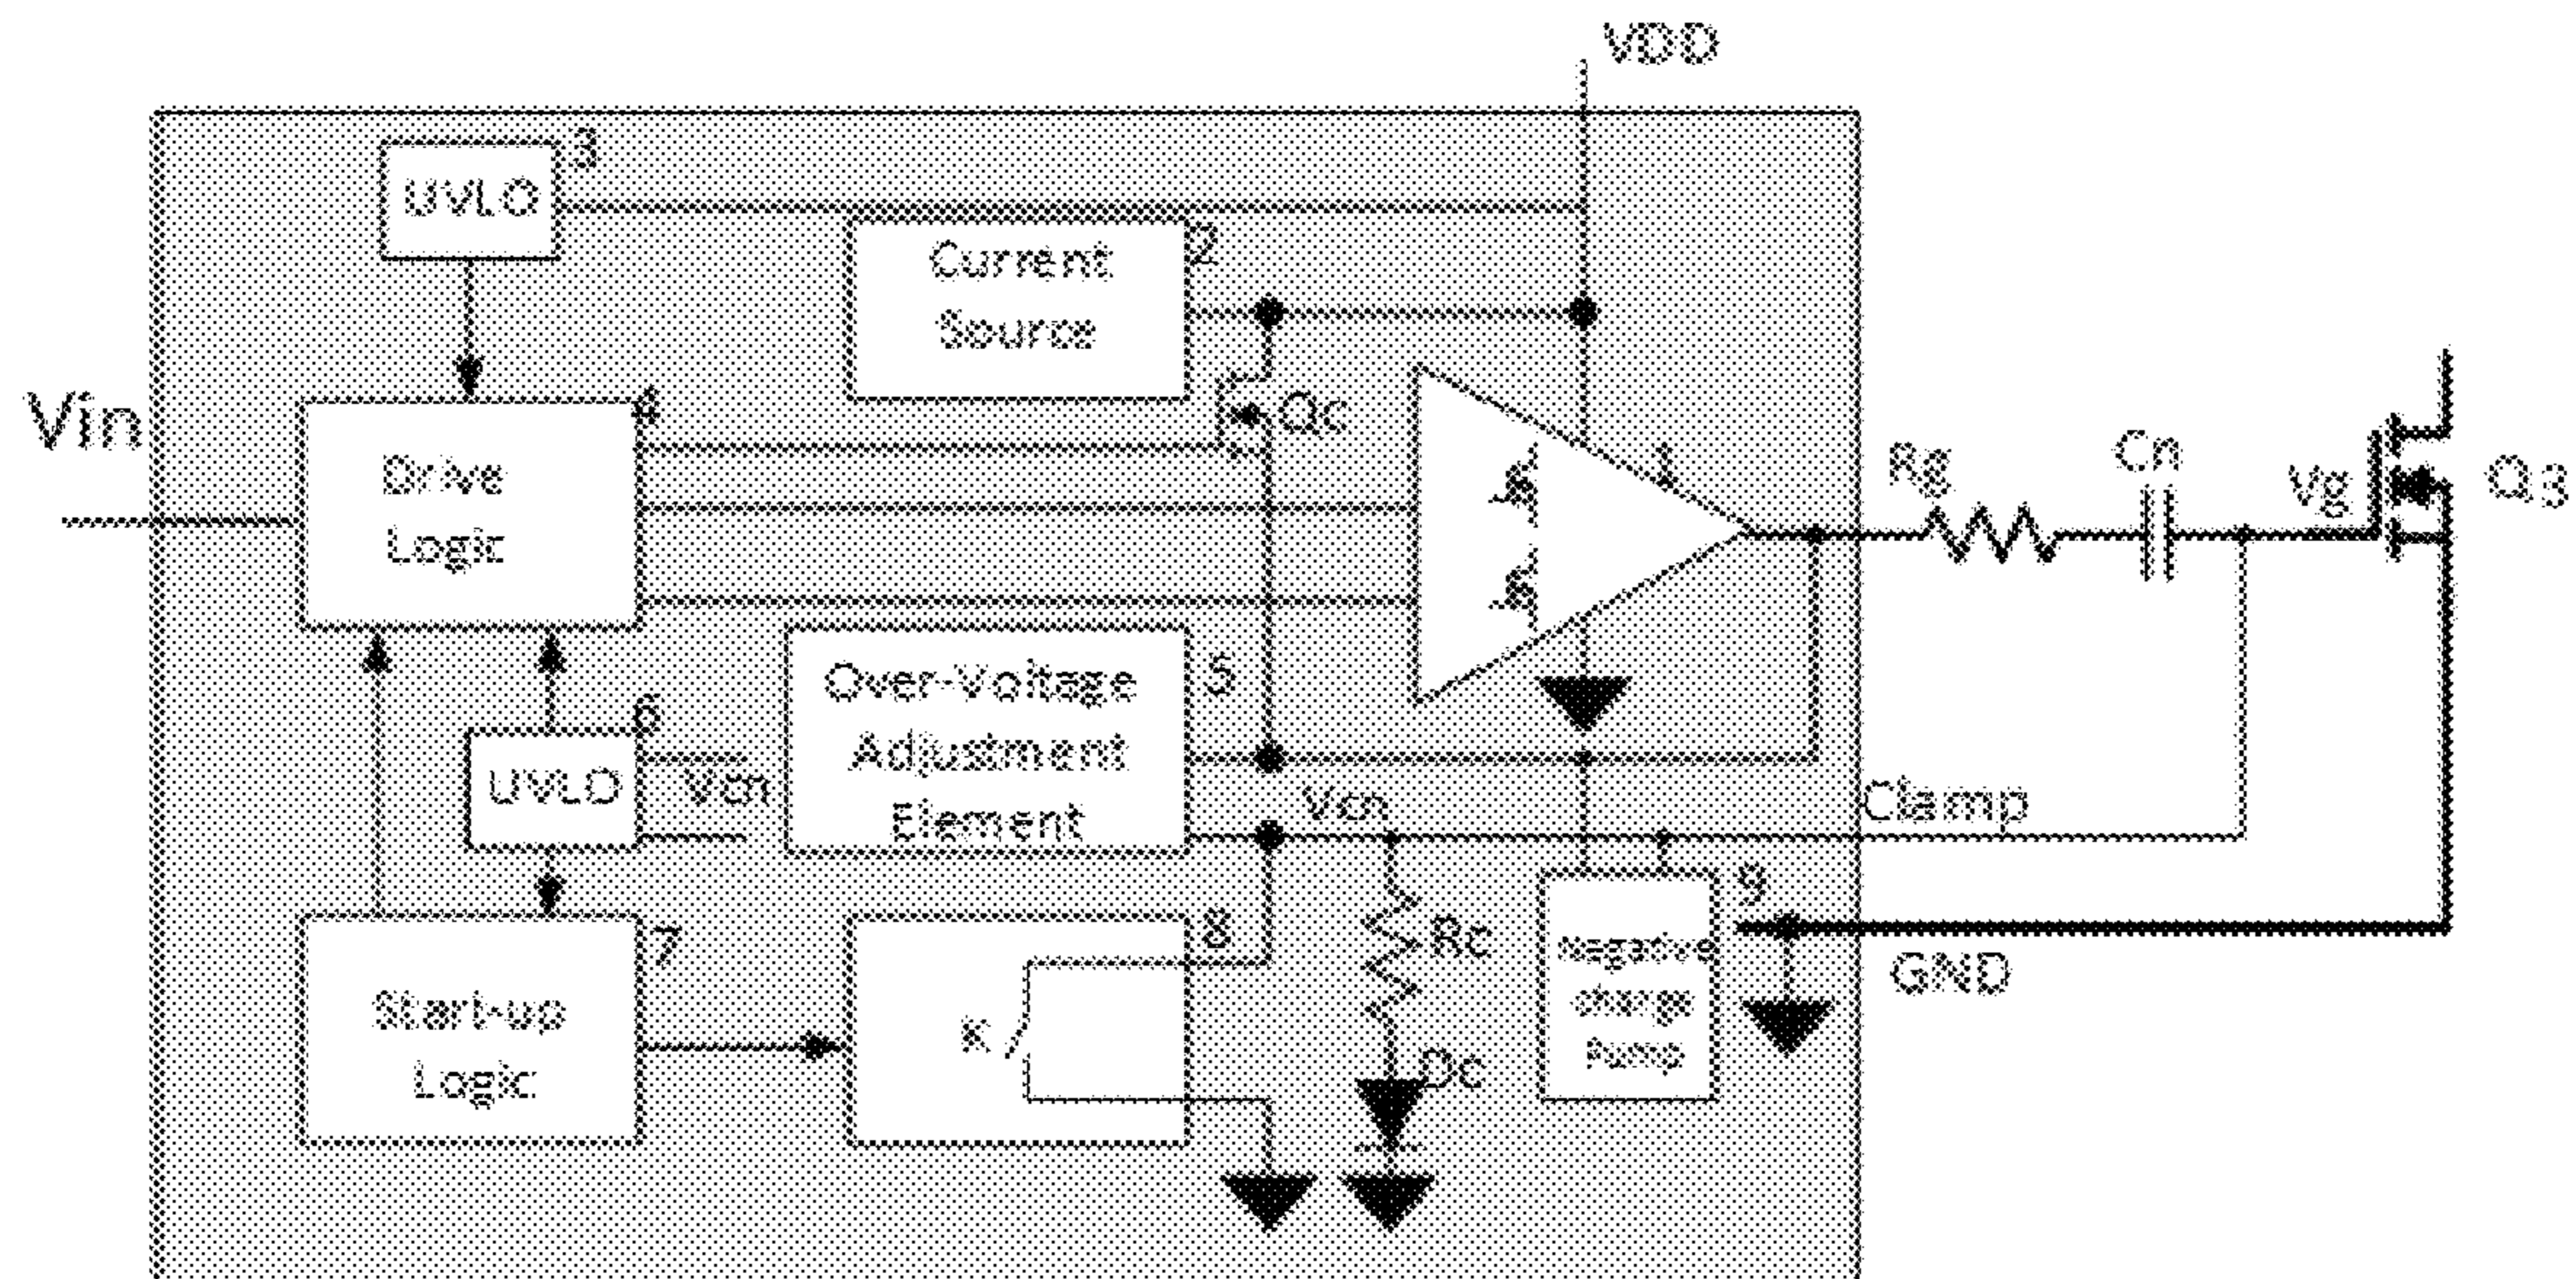 VDD
UVLO
3
Current
Source
2
Vin
Drive
Logic
4
Qc
1
Rg
Cn
Vg
Q3
Over-Voltage
Adjustment
Element
5
UVLO
6
Vcn
Vcn
Clamp
Start-up
Logic
7
K
8
Rc
Dc
Negative
charge
Pump
9
GND